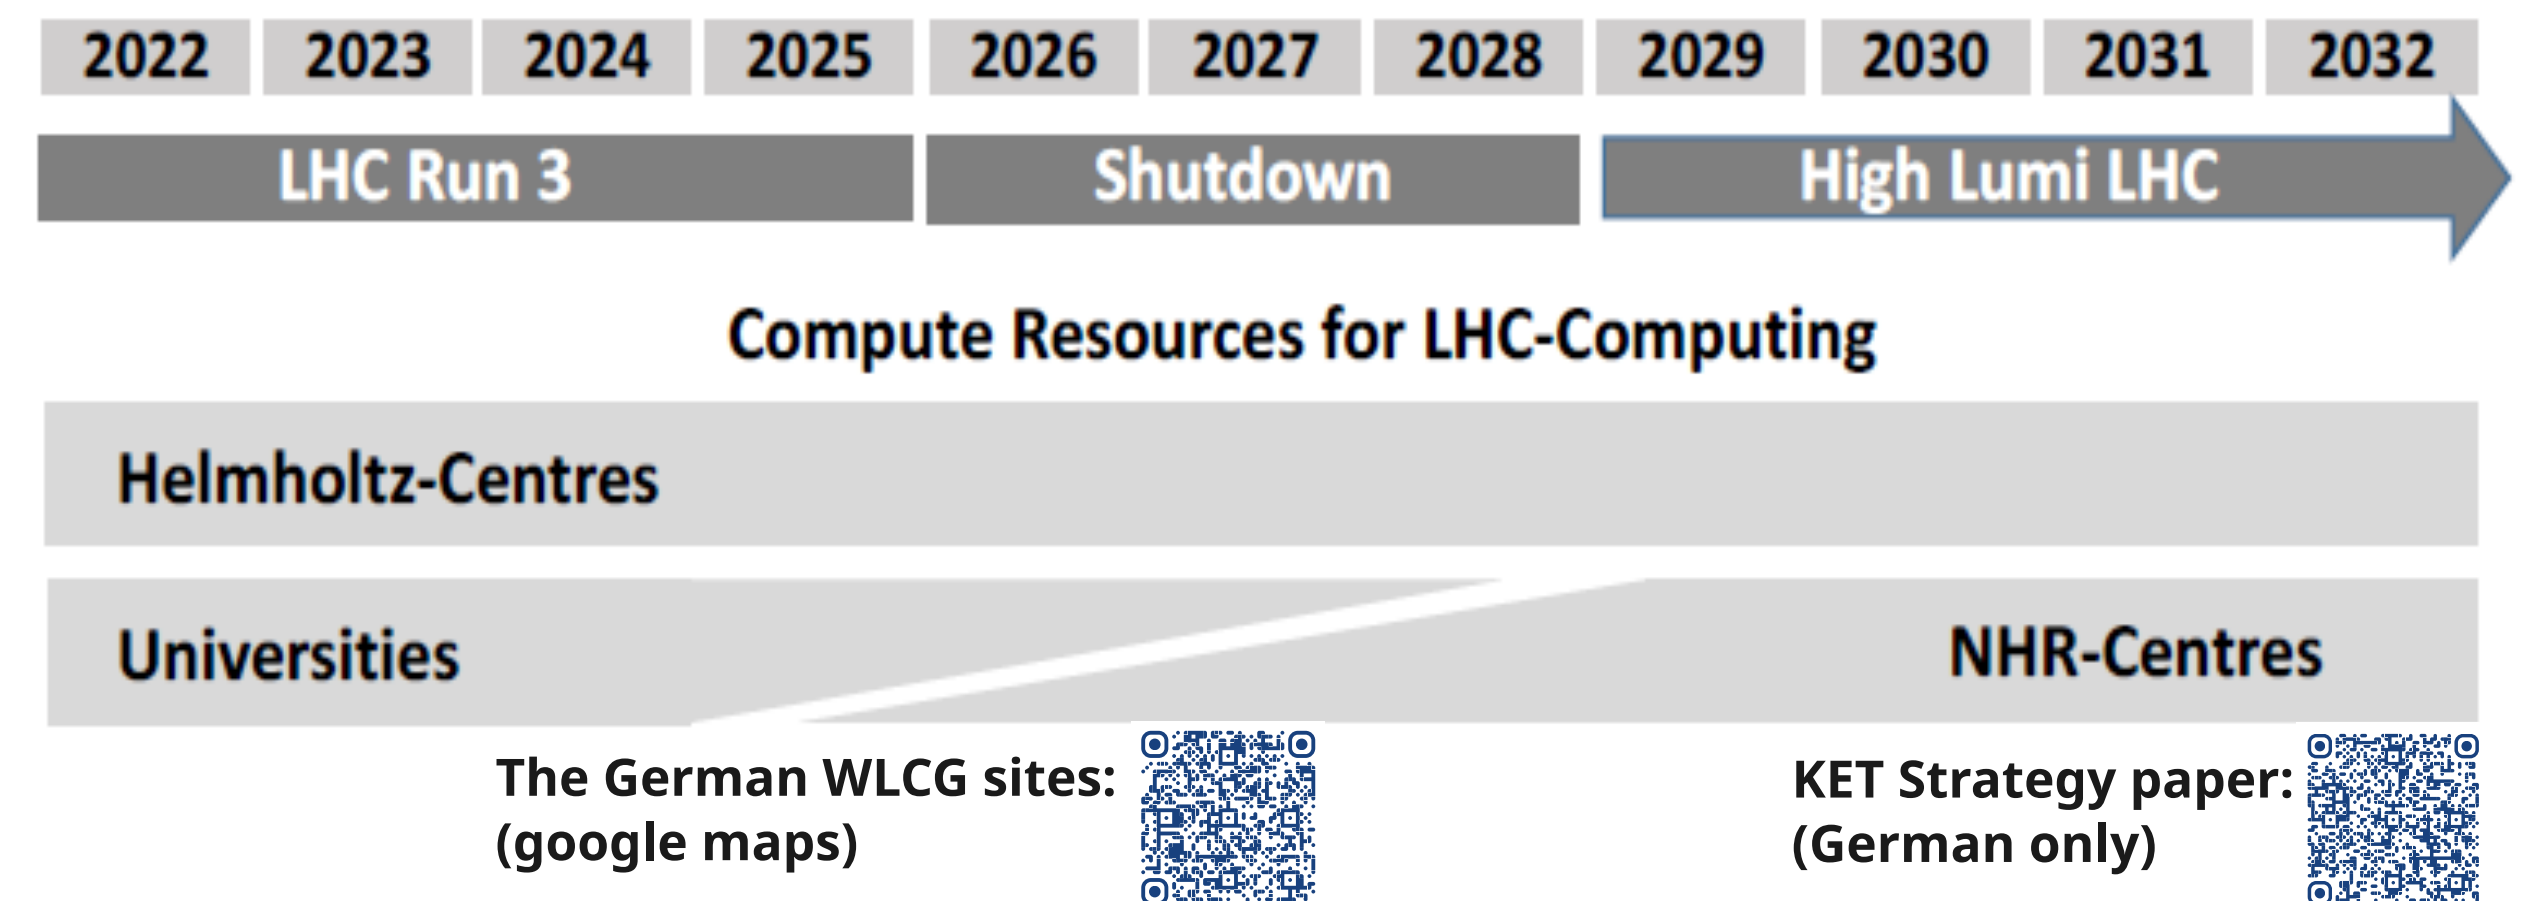 2022 2023 2024 2025 2026 2027 2028 2029 2030 2031 2032
LHC Run 3 Shutdown High Lumi LHC
Compute Resources for LHC-Computing
Helmholtz-Centres
Universities NHR-Centres
The German WLCG sites: KET Strategy paper:
(google maps) (German only)